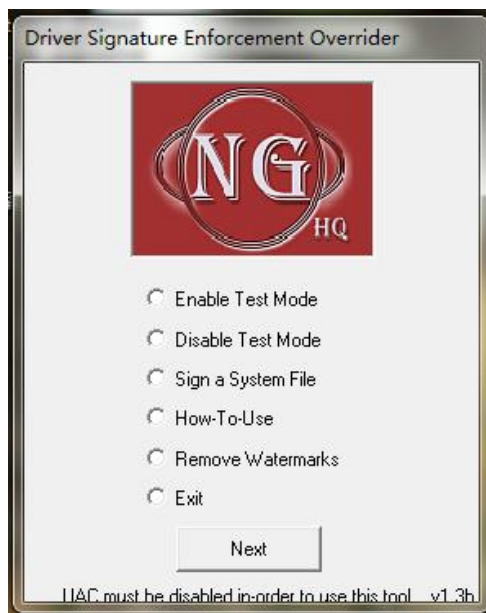 Driver Signature Enforcement Overrider
NG
HQ
Enable Test Mode
Disable Test Mode
Sign a System File
How-To-Use
Remove Watermarks
Exit
Next
UAC must be disabled in-order to use this tool v1.3b